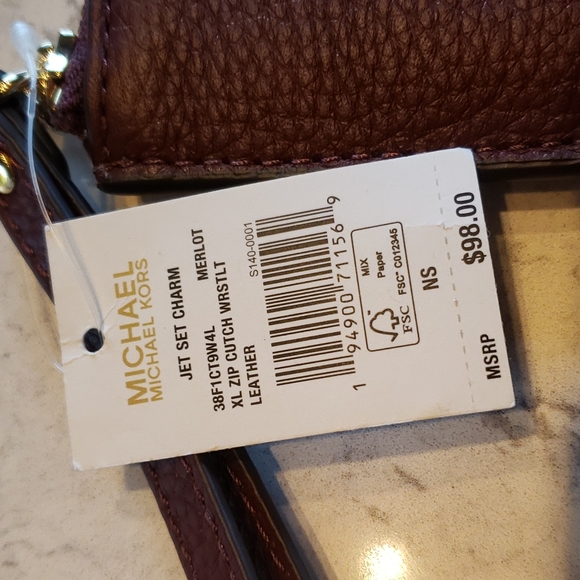 MICHAEL
MICHAEL KORS
JET SET CHARM
38F1CT9W4L MERLOT
XL ZIP CUTCH WRSTLT
LEATHER
S140-0001
1 94900 71156 9
FSC
MIX
Paper
FSC™ C012345
NS
MSRP $98.00